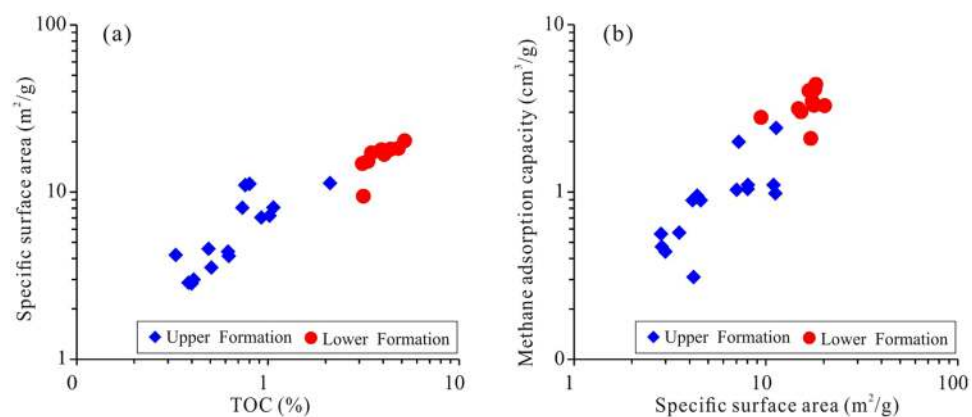 (a)
Specific surface area (m²/g)
100
10
1
0
1
10
TOC (%)
Upper Formation
Lower Formation
(b)
Methane adsorption capacity (cm³/g)
10
1
0
1
10
100
Specific surface area (m²/g)
Upper Formation
Lower Formation